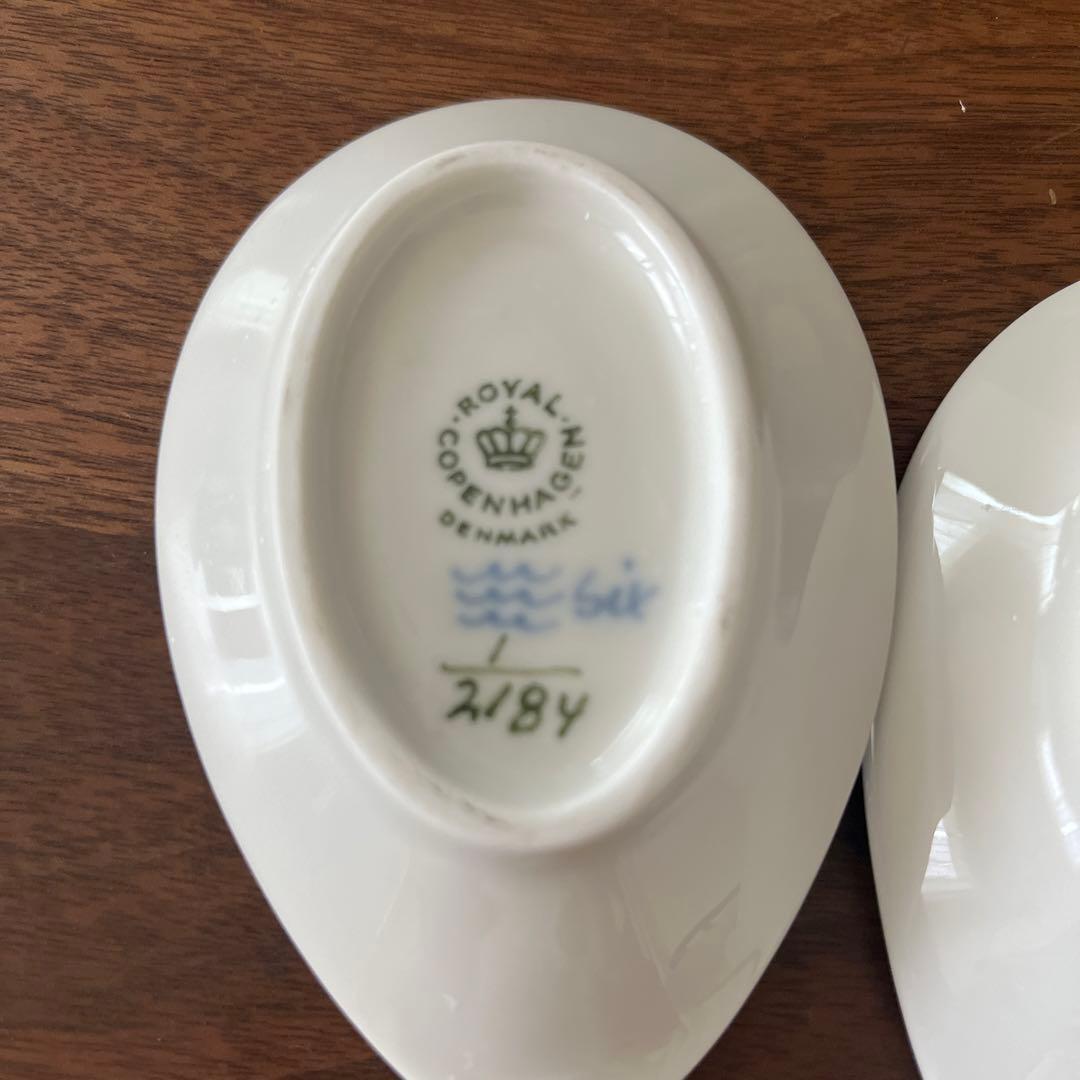 ROYAL
COPENHAGEN
DENMARK
1
2184